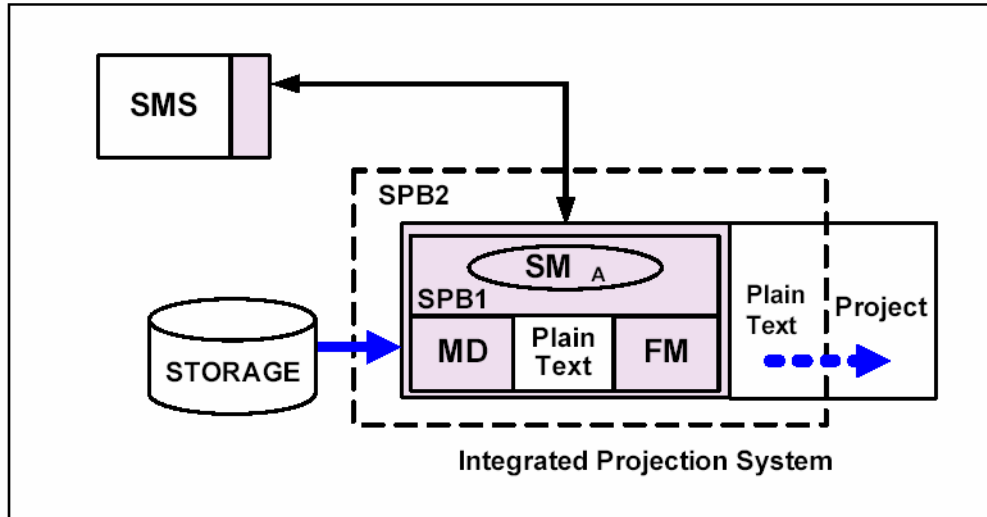 SMS
SPB2
SM A
SPB1
MD
Plain
Text
FM
Plain
Text
Project
STORAGE
Integrated Projection System